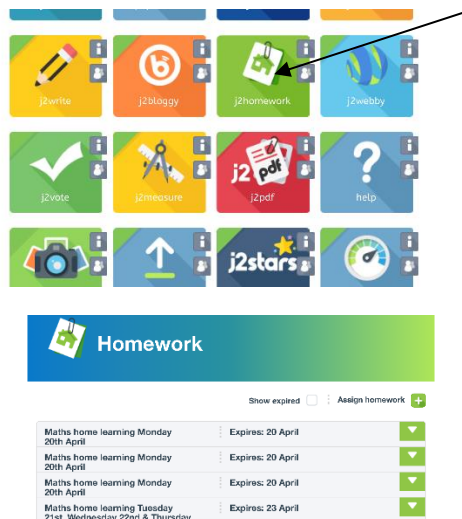 j2write j2bloggy j2homework j2webby
j2vote j2measure j2pdf help
j2 pdf
j2stars
Homework
Show expired Assign homework
Maths home learning Monday Expires: 20 April
20th April
Maths home learning Monday Expires: 20 April
20th April
Maths home learning Monday Expires: 20 April
20th April
Maths home learning Tuesday Expires: 23 April
21st, Wednesday 22nd & Thursday